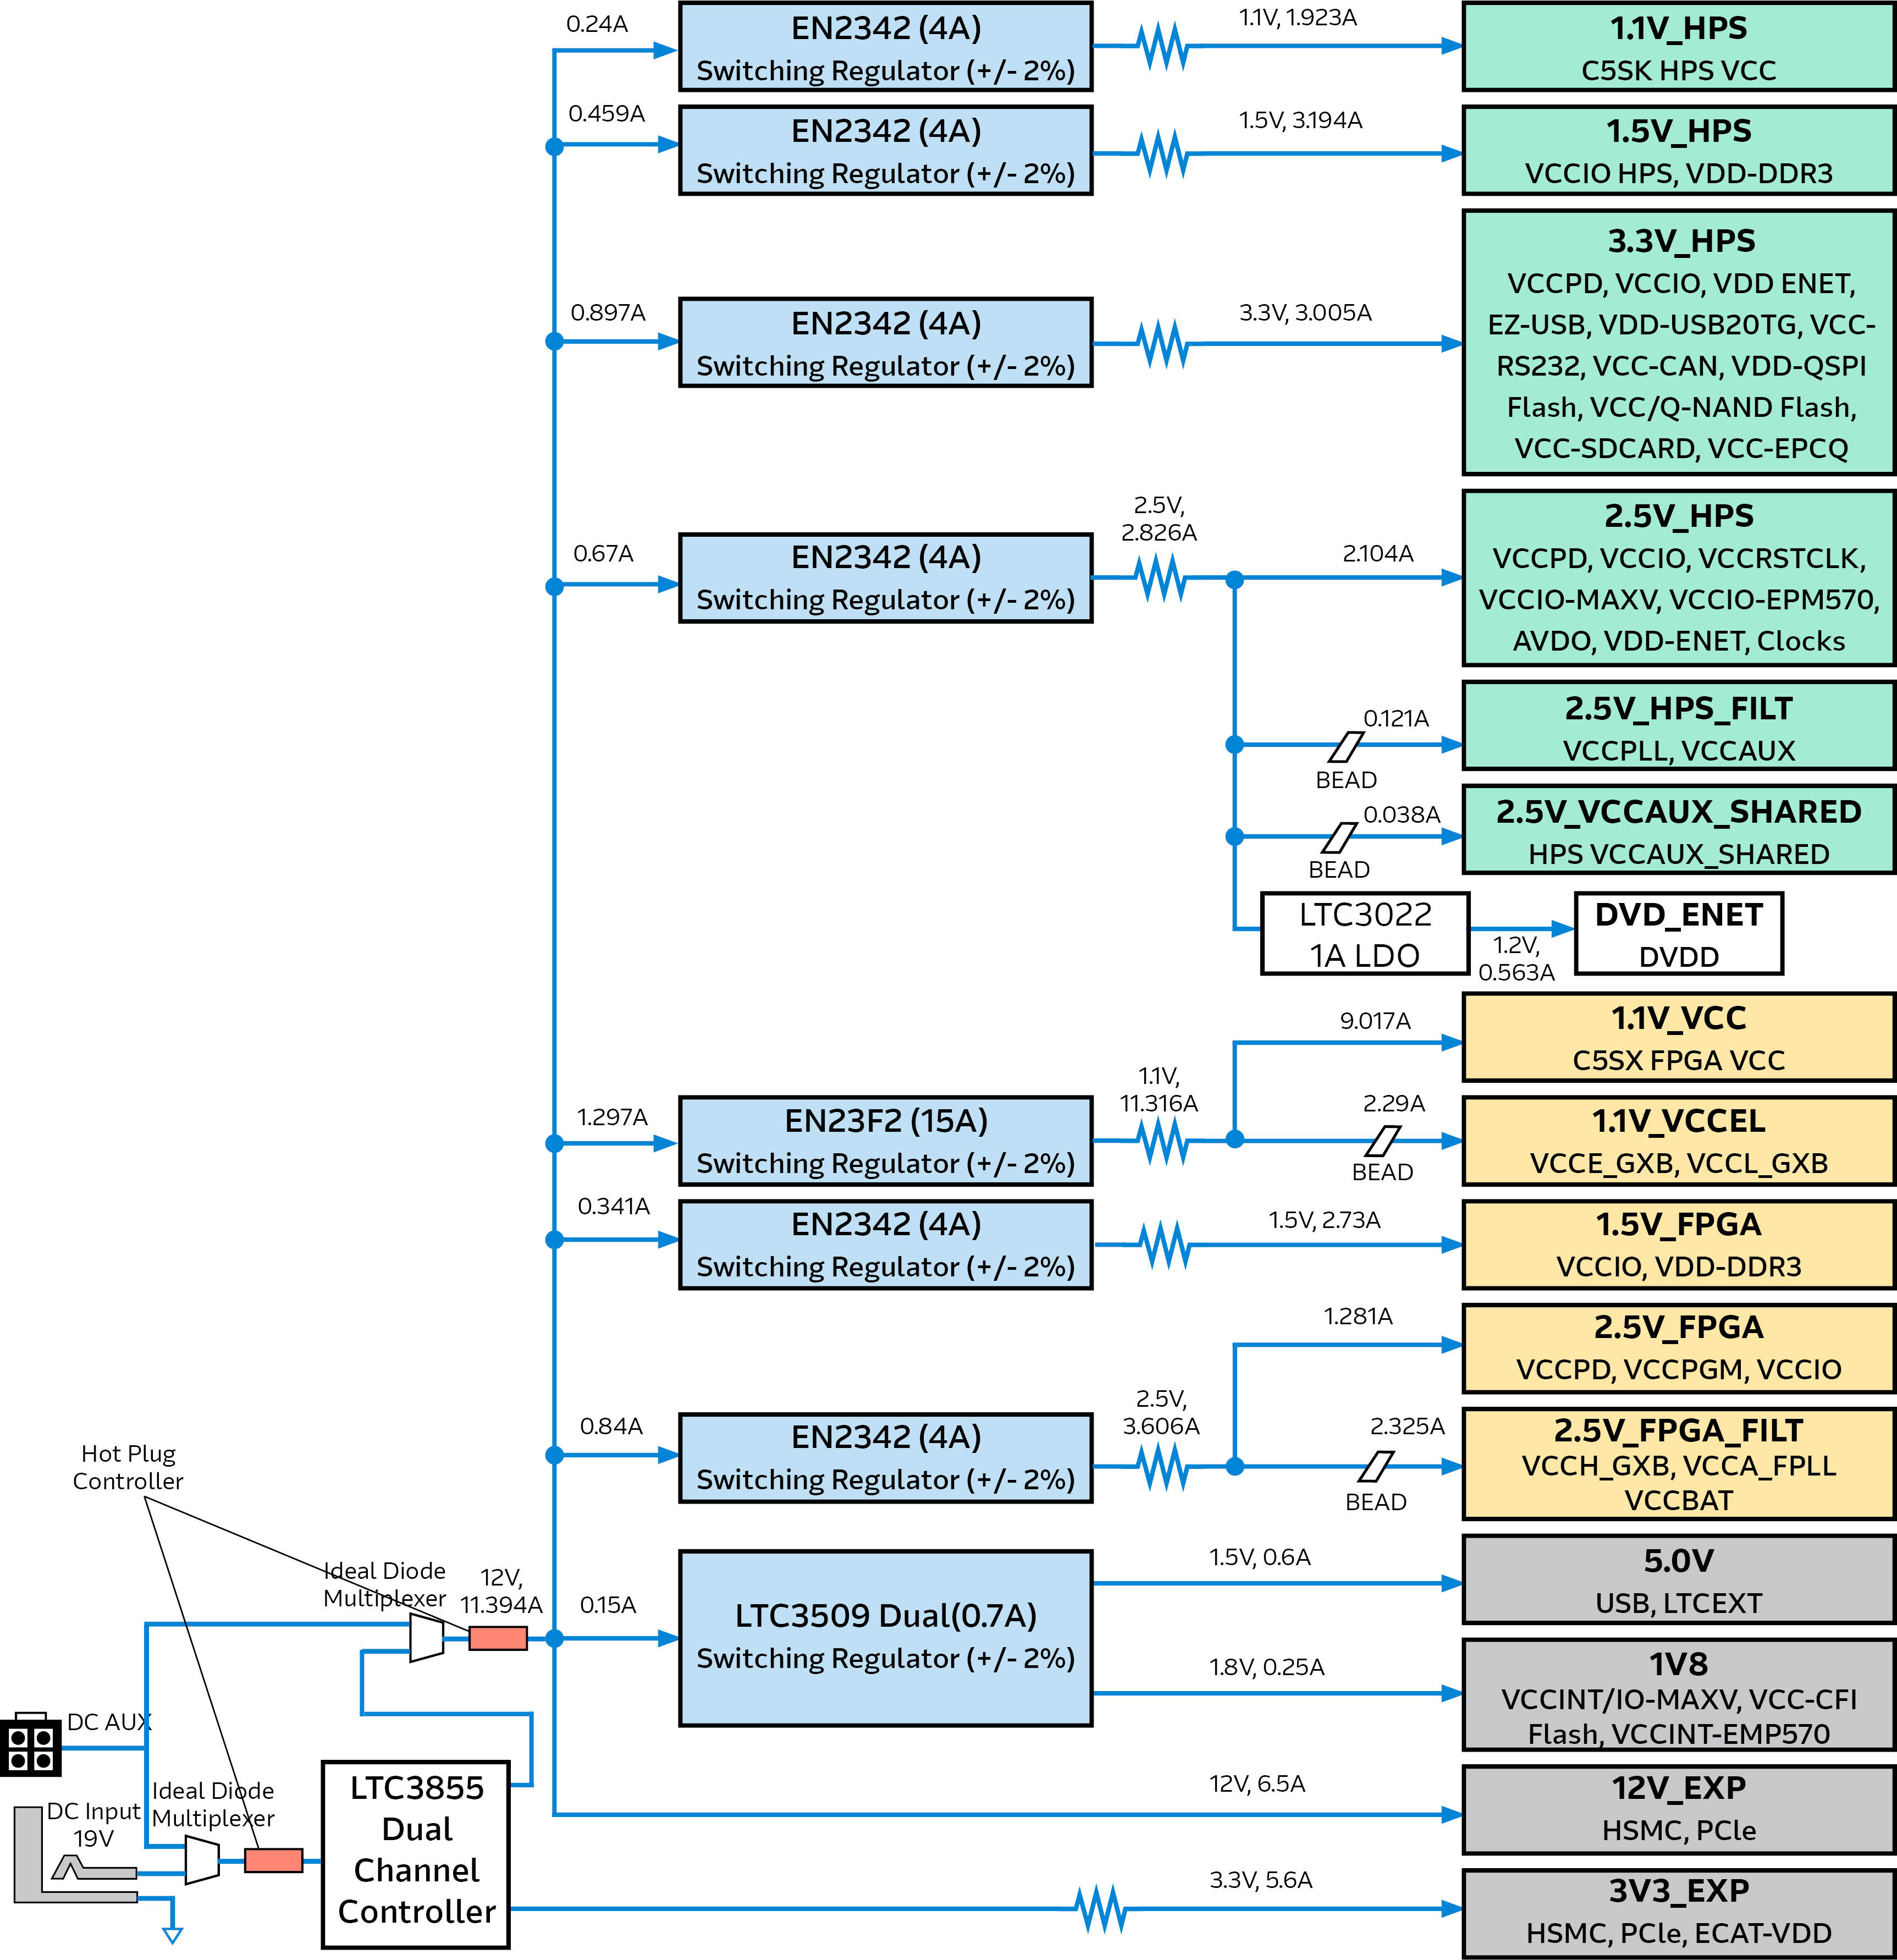 0.24A
EN2342 (4A)
Switching Regulator (+/- 2%)
1.1V, 1.923A
1.1V_HPS
C5SK HPS VCC
0.459A
EN2342 (4A)
Switching Regulator (+/- 2%)
1.5V, 3.194A
1.5V_HPS
VCCIO HPS, VDD-DDR3
0.897A
EN2342 (4A)
Switching Regulator (+/- 2%)
3.3V, 3.005A
3.3V_HPS
VCCPD, VCCIO, VDD ENET,
EZ-USB, VDD-USB20TG, VCC-
RS232, VCC-CAN, VDD-QSPI
Flash, VCC/Q-NAND Flash,
VCC-SDCARD, VCC-EPCQ
0.67A
EN2342 (4A)
Switching Regulator (+/- 2%)
2.5V,
2.826A
2.104A
2.5V_HPS
VCCPD, VCCIO, VCCRSTCLK,
VCCIO-MAXV, VCCIO-EPM570,
AVDO, VDD-ENET, Clocks
0.121A
BEAD
2.5V_HPS_FILT
VCCPLL, VCCAUX
0.038A
BEAD
2.5V_VCCAUX_SHARED
HPS VCCAUX_SHARED
LTC3022
1A LDO
1.2V,
0.563A
DVD_ENET
DVDD
9.017A
1.1V_VCC
C5SX FPGA VCC
1.297A
EN23F2 (15A)
Switching Regulator (+/- 2%)
1.1V,
11.316A
2.29A
BEAD
1.1V_VCCEL
VCCE_GXB, VCCL_GXB
0.341A
EN2342 (4A)
Switching Regulator (+/- 2%)
1.5V, 2.73A
1.5V_FPGA
VCCIO, VDD-DDR3
1.281A
2.5V_FPGA
VCCPD, VCCPGM, VCCIO
0.84A
EN2342 (4A)
Switching Regulator (+/- 2%)
2.5V,
3.606A
2.325A
BEAD
2.5V_FPGA_FILT
VCCH_GXB, VCCA_FPLL
VCCBAT
Hot Plug
Controller
Ideal Diode
Multiplexer
12V,
11.394A
0.15A
LTC3509 Dual(0.7A)
Switching Regulator (+/- 2%)
1.5V, 0.6A
5.0V
USB, LTCEXT
1.8V, 0.25A
1V8
VCCINT/IO-MAXV, VCC-CFI
Flash, VCCINT-EMP570
DC AUX
Ideal Diode
Multiplexer
DC Input
19V
LTC3855
Dual
Channel
Controller
12V, 6.5A
12V_EXP
HSMC, PCle
3.3V, 5.6A
3V3_EXP
HSMC, PCle, ECAT-VDD